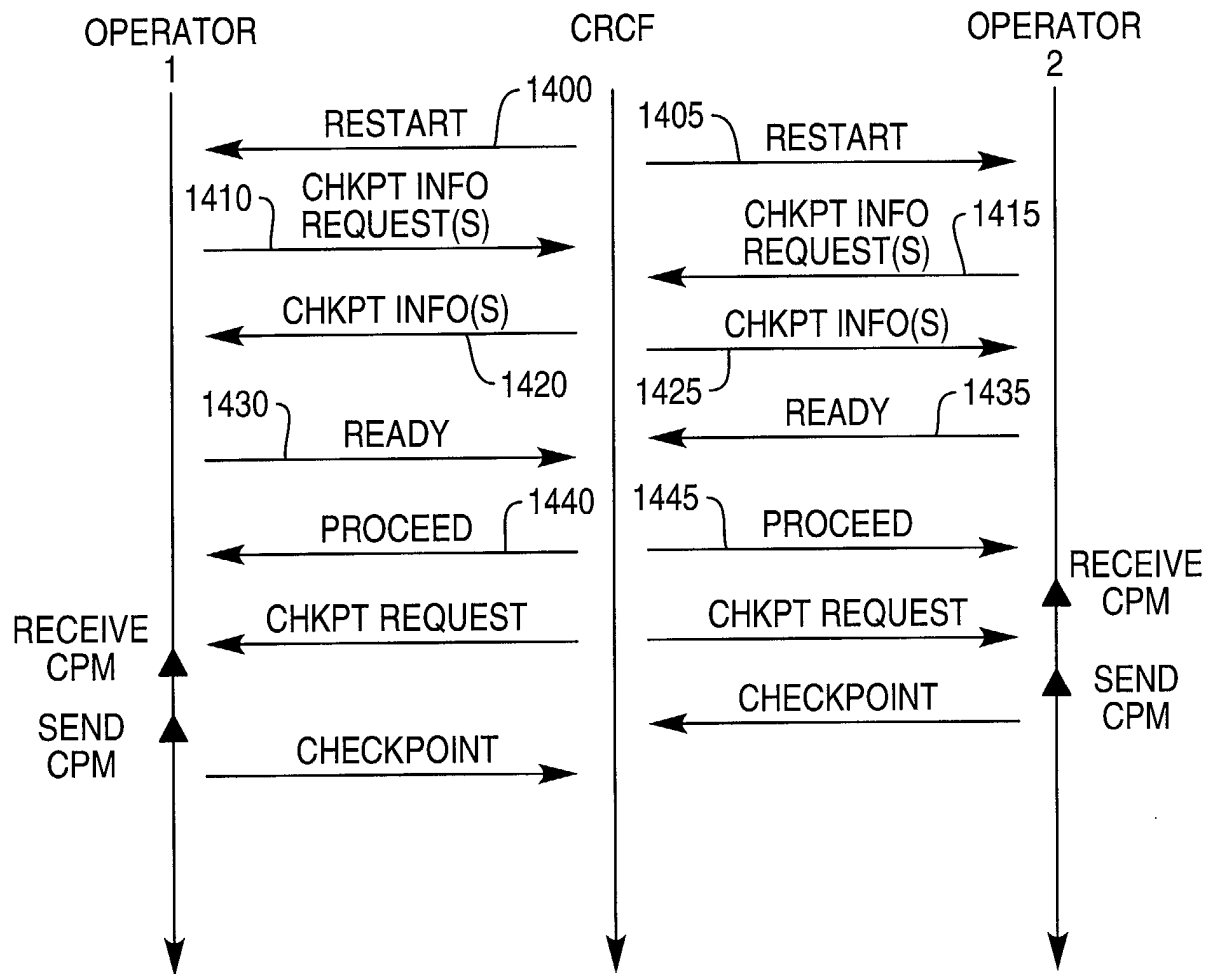 OPERATOR
1
CRCF
OPERATOR
2
1400
RESTART
1405
RESTART
1410
CHKPT INFO
REQUEST(S)
CHKPT INFO
REQUEST(S)
1415
CHKPT INFO(S)
1420
CHKPT INFO(S)
1425
1430
READY
READY
1435
PROCEED
1440
1445
PROCEED
RECEIVE
CPM
CHKPT REQUEST
CHKPT REQUEST
RECEIVE
CPM
SEND
CPM
CHECKPOINT
SEND
CPM
CHECKPOINT